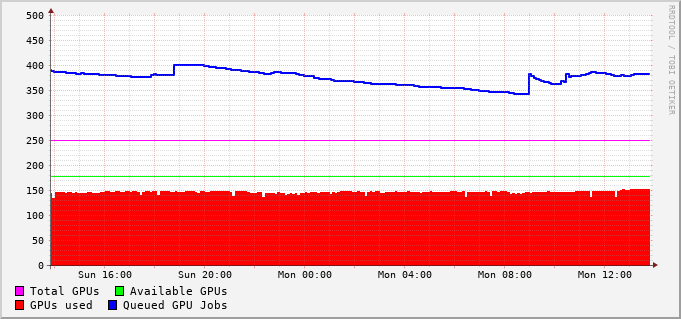 500
450
400
350
300
250
200
150
100
50
0
Sun 16:00 Sun 20:00 Mon 00:00 Mon 04:00 Mon 08:00 Mon 12:00
Total GPUs Available GPUs
GPUs used Queued GPU Jobs
RRDTOOL / TOBI OETIKER